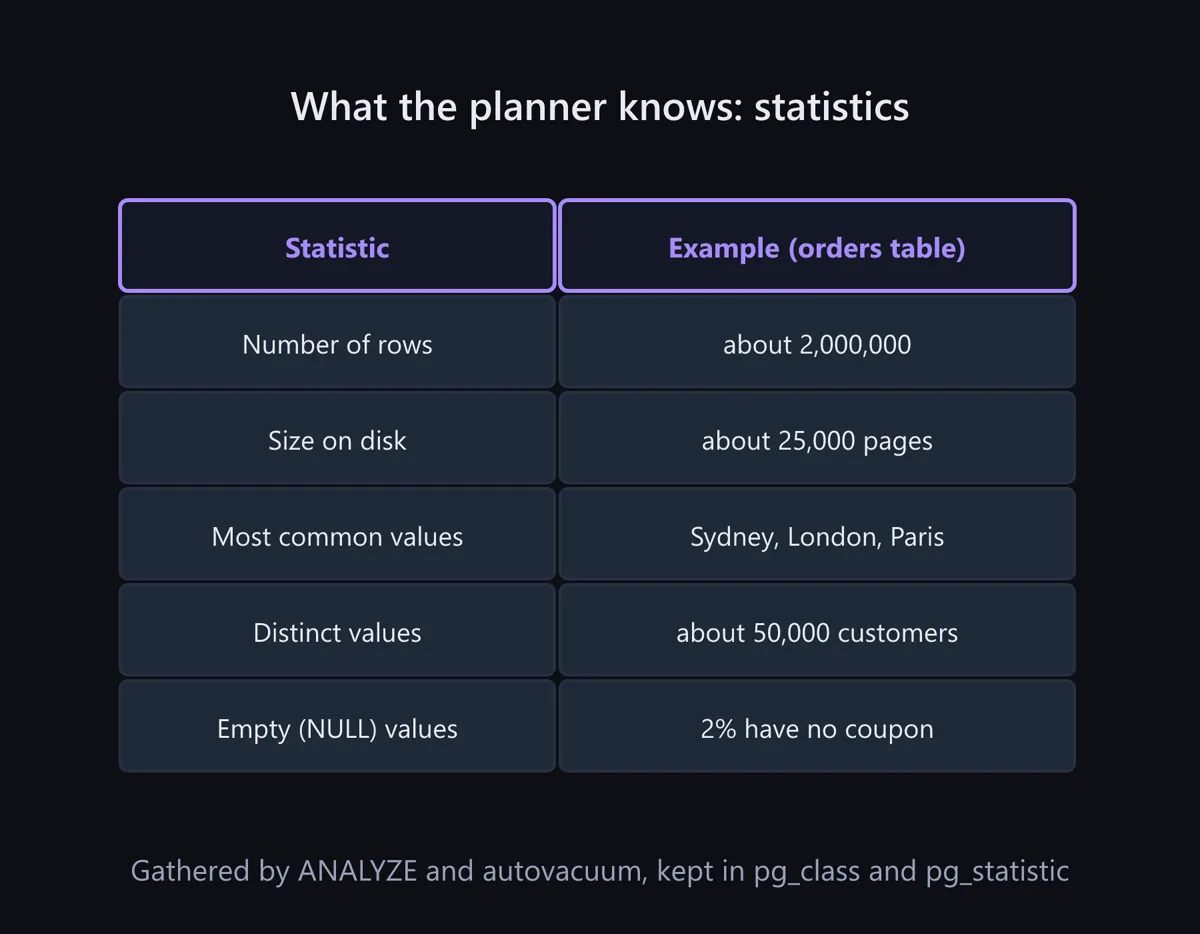 What the planner knows: statistics
Statistic
Example (orders table)
Number of rows
about 2,000,000
Size on disk
about 25,000 pages
Most common values
Sydney, London, Paris
Distinct values
about 50,000 customers
Empty (NULL) values
2% have no coupon
Gathered by ANALYZE and autovacuum, kept in pg_class and pg_statistic